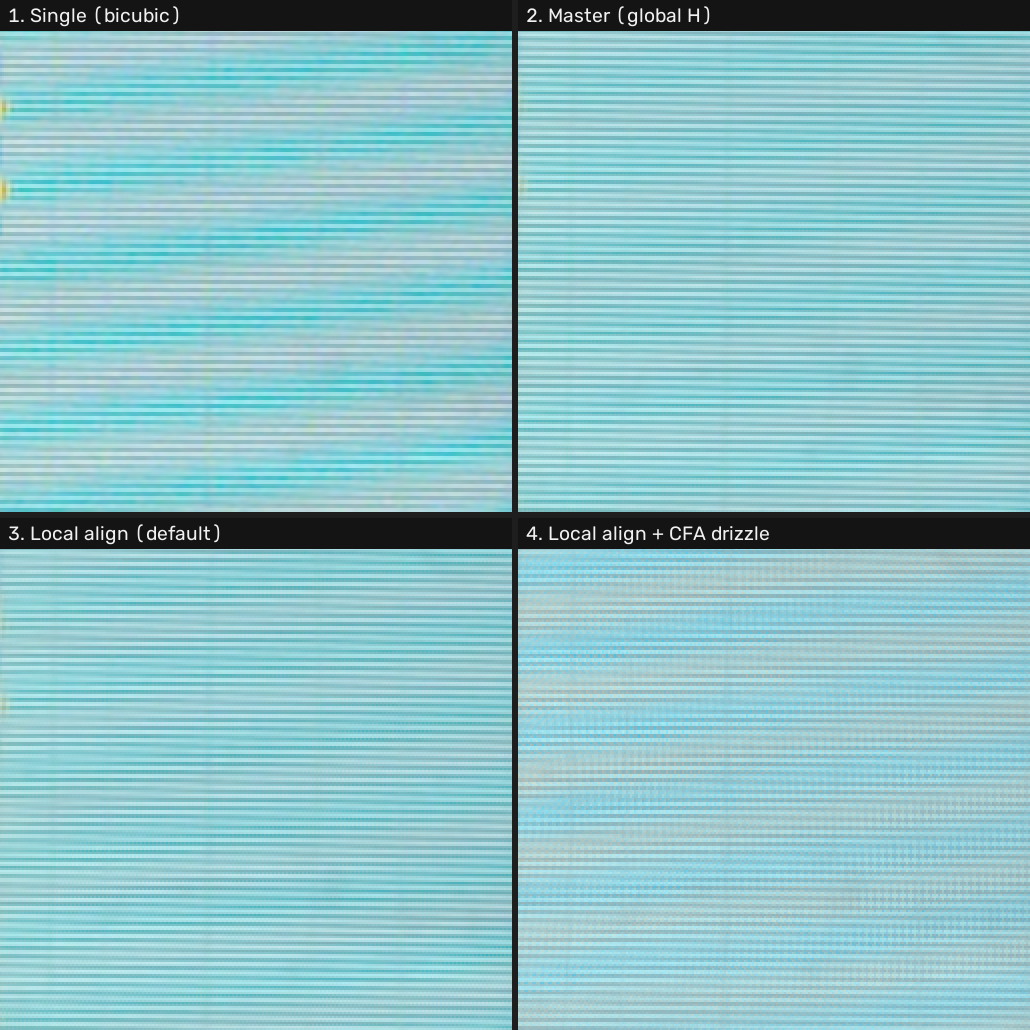 1. Single (bicubic)
2. Master (global H)
3. Local align (default)
4. Local align + CFA drizzle